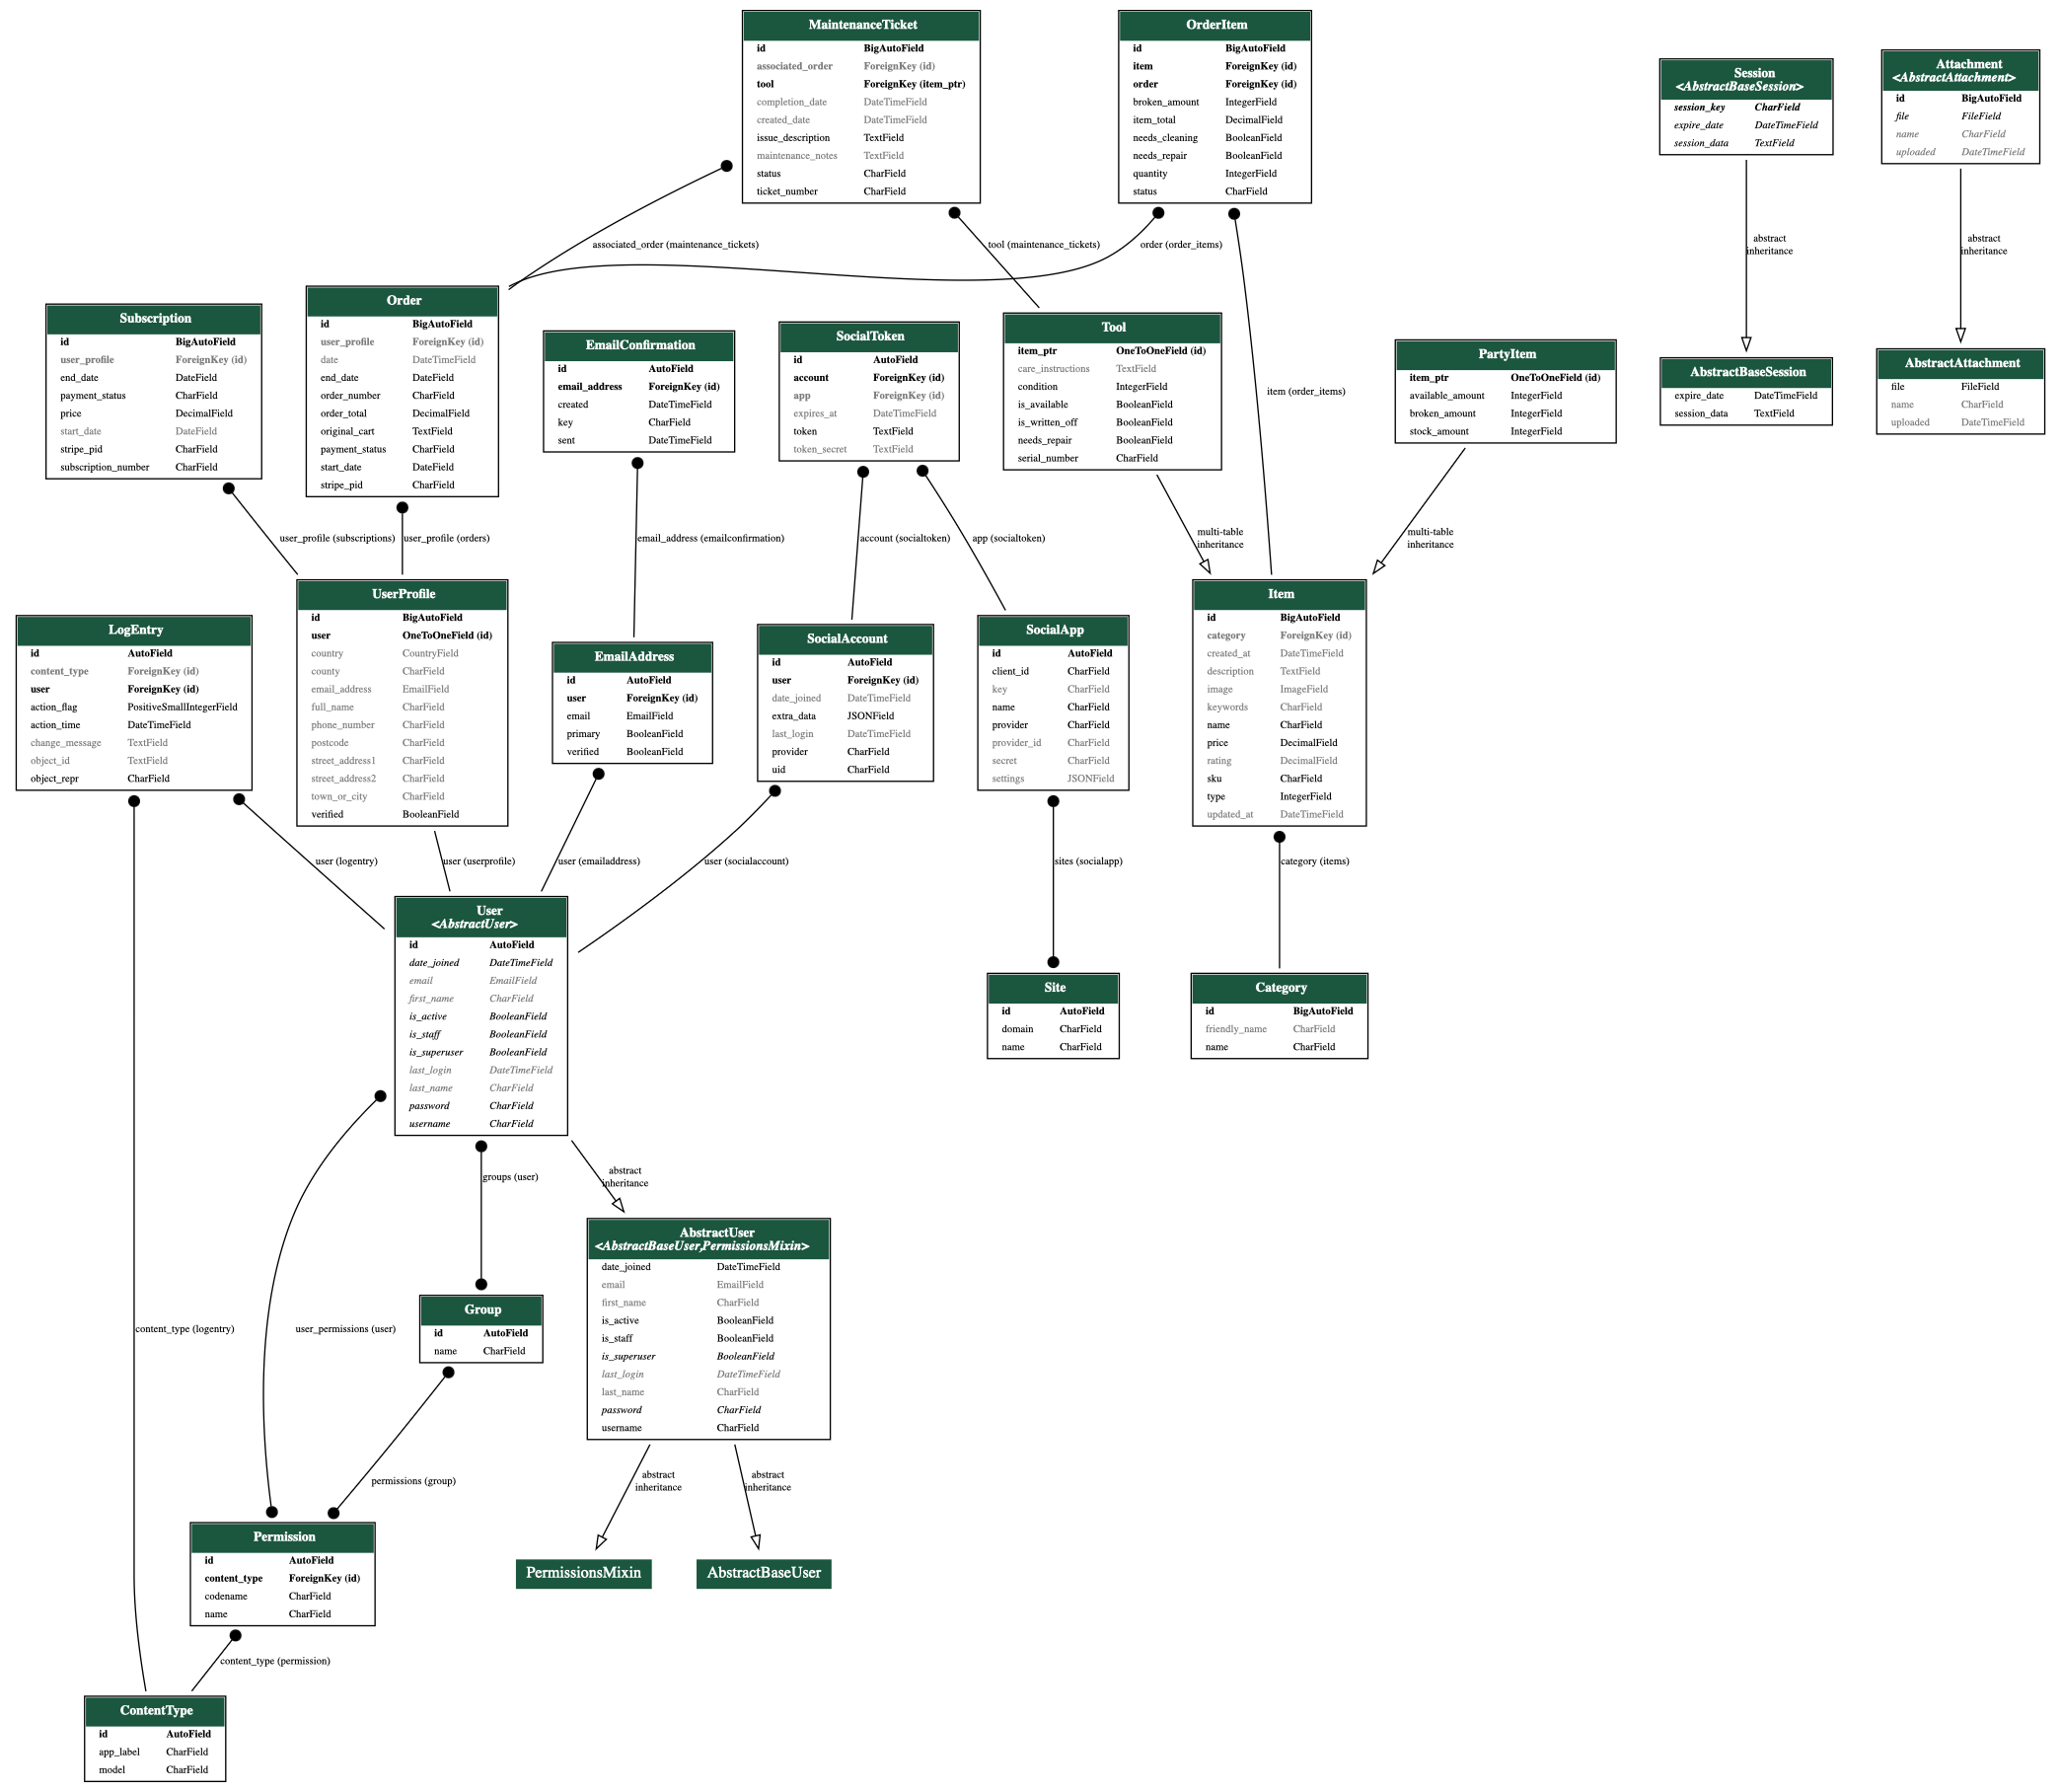 MaintenanceTicket
id BigAutoField
associated_order ForeignKey (id)
tool ForeignKey (item_ptr)
completion_date DateTimeField
created_date DateTimeField
issue_description TextField
maintenance_notes TextField
status CharField
ticket_number CharField
OrderItem
id BigAutoField
item ForeignKey (id)
order ForeignKey (id)
broken_amount IntegerField
item_total DecimalField
needs_cleaning BooleanField
needs_repair BooleanField
quantity IntegerField
status CharField
Session
<AbstractBaseSession>
session_key CharField
expire_date DateTimeField
session_data TextField
Attachment
<AbstractAttachment>
id BigAutoField
file FileField
name CharField
uploaded DateTimeField
associated_order (maintenance_tickets)
tool (maintenance_tickets)
order (order_items)
abstract
inheritance
abstract
inheritance
Subscription
id BigAutoField
user_profile ForeignKey (id)
end_date DateField
payment_status CharField
price DecimalField
start_date DateField
stripe_pid CharField
subscription_number CharField
Order
id BigAutoField
user_profile ForeignKey (id)
date DateTimeField
end_date DateField
order_number CharField
order_total DecimalField
original_cart TextField
payment_status CharField
start_date DateField
stripe_pid CharField
EmailConfirmation
id AutoField
email_address ForeignKey (id)
created DateTimeField
key CharField
sent DateTimeField
SocialToken
id AutoField
account ForeignKey (id)
app ForeignKey (id)
expires_at DateTimeField
token TextField
token_secret TextField
Tool
item_ptr OneToOneField (id)
care_instructions TextField
condition IntegerField
is_available BooleanField
is_written_off BooleanField
needs_repair BooleanField
serial_number CharField
item (order_items)
PartyItem
item_ptr OneToOneField (id)
available_amount IntegerField
broken_amount IntegerField
stock_amount IntegerField
AbstractBaseSession
expire_date DateTimeField
session_data TextField
AbstractAttachment
file FileField
name CharField
uploaded DateTimeField
user_profile (subscriptions)
user_profile (orders)
email_address (emailconfirmation)
account (socialtoken)
app (socialtoken)
multi-table
inheritance
multi-table
inheritance
LogEntry
id AutoField
content_type ForeignKey (id)
user ForeignKey (id)
action_flag PositiveSmallIntegerField
action_time DateTimeField
change_message TextField
object_id TextField
object_repr CharField
UserProfile
id BigAutoField
user OneToOneField (id)
country CountryField
county CharField
email_address EmailField
full_name CharField
phone_number CharField
postcode CharField
street_address1 CharField
street_address2 CharField
town_or_city CharField
verified BooleanField
EmailAddress
id AutoField
user ForeignKey (id)
email EmailField
primary BooleanField
verified BooleanField
SocialAccount
id AutoField
user ForeignKey (id)
date_joined DateTimeField
extra_data JSONField
last_login DateTimeField
provider CharField
uid CharField
SocialApp
id AutoField
client_id CharField
key CharField
name CharField
provider CharField
provider_id CharField
secret CharField
settings JSONField
Item
id BigAutoField
category ForeignKey (id)
created_at DateTimeField
description TextField
image ImageField
keywords CharField
name CharField
price DecimalField
rating DecimalField
sku CharField
type IntegerField
updated_at DateTimeField
user (logentry)
user (userprofile)
user (emailaddress)
user (socialaccount)
sites (socialapp)
category (items)
User
<AbstractUser>
id AutoField
date_joined DateTimeField
email EmailField
first_name CharField
is_active BooleanField
is_staff BooleanField
is_superuser BooleanField
last_login DateTimeField
last_name CharField
password CharField
username CharField
Site
id AutoField
domain CharField
name CharField
Category
id BigAutoField
friendly_name CharField
name CharField
groups (user)
abstract
inheritance
content_type (logentry)
user_permissions (user)
Group
id AutoField
name CharField
AbstractUser
<AbstractBaseUser,PermissionsMixin>
date_joined DateTimeField
email EmailField
first_name CharField
is_active BooleanField
is_staff BooleanField
is_superuser BooleanField
last_login DateTimeField
last_name CharField
password CharField
username CharField
permissions (group)
abstract
inheritance
abstract
inheritance
Permission
id AutoField
content_type ForeignKey (id)
codename CharField
name CharField
PermissionsMixin
AbstractBaseUser
content_type (permission)
ContentType
id AutoField
app_label CharField
model CharField